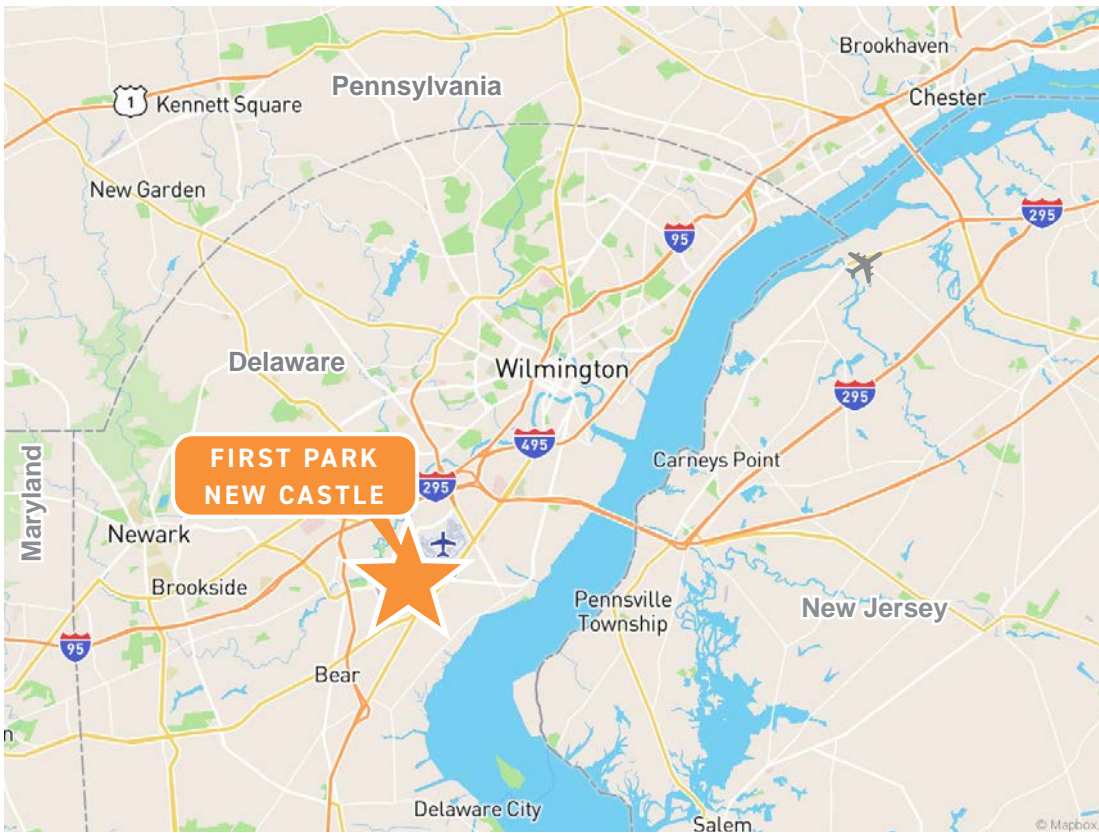 Brookhaven
Pennsylvania
Chester
1
Kennett Square
New Garden
295
95
Delaware
Wilmington
295
495
FIRST PARK
NEW CASTLE
295
Carneys Point
Maryland
Newark
Brookside
Pennsville
Township
New Jersey
95
Bear
n
Delaware City
Salem
© Mapbox